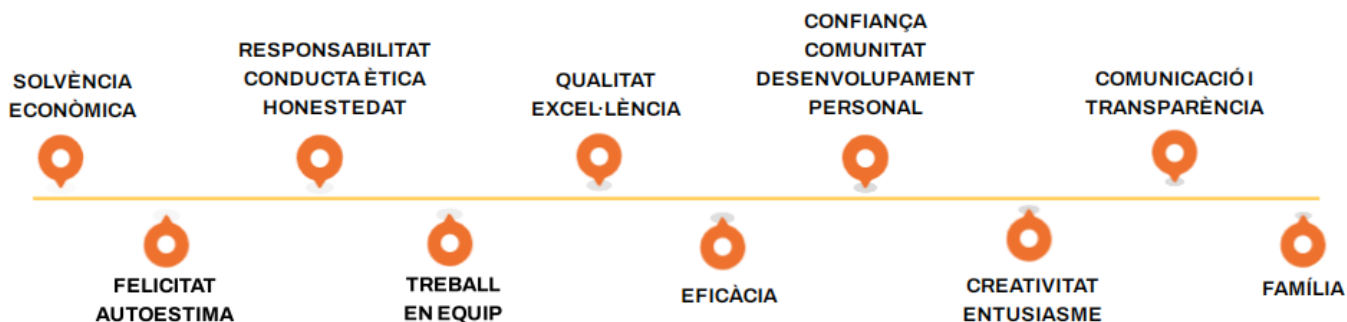 SOLVÈNCIA
ECONÒMICA
RESPONSABILITAT
CONDUCTA ÈTICA
HONESTEDAT
QUALITAT
EXCEL·LÈNCIA
CONFIANÇA
COMUNITAT
DESENVOLUPAMENT
PERSONAL
COMUNICACIÓ I
TRANSPARÈNCIA
FELICITAT
AUTOESTIMA
TREBALL
EN EQUIP
EFICÀCIA
CREATIVITAT
ENTUSIASME
FAMÍLIA